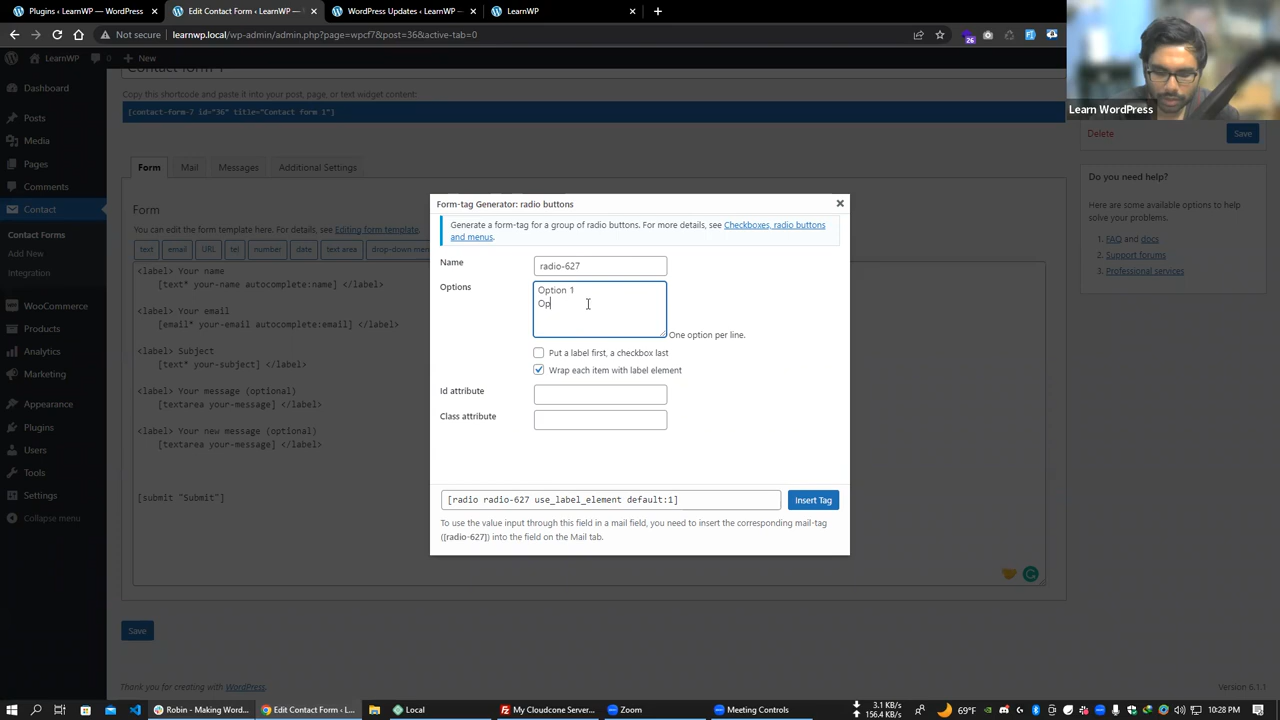 Plugins ‹ LearnWP — WordPress
Edit Contact Form ‹ LearnWP —
WordPress Updates ‹ LearnWP —
LearnWP
Not Secure
learnwp.local/wp-admin/admin.php?page=wpcf7&post=36&active-tab=0
26
LearnWP
0
New
Contact form 1
Copy this shortcode and paste it into your post, page, or text widget content:
[contact-form-7 id="36" title="Contact form 1"]
Learn WordPress
Dashboard
Posts
Media
Pages
Comments
Contact
Contact Forms
Add New
Integration
WooCommerce
Products
Analytics
Marketing
Appearance
Plugins
Users
Tools
Settings
Collapse menu
Form
Mail
Messages
Additional Settings
Form
You can edit the form template here. For details, see Editing form template.
text
email
URL
tel
number
date
text area
drop-down menu
<label> Your name
[text* your-name autocomplete:name] </label>
<label> Your email
[email* your-email autocomplete:email] </label>
<label> Subject
[text* your-subject] </label>
<label> Your message (optional)
[textarea your-message] </label>
<label> Your new message (optional)
[textarea your-message] </label>
[submit "Submit"]
Save
Form-tag Generator: radio buttons
Generate a form-tag for a group of radio buttons. For more details, see Checkboxes, radio buttons
and menus.
Name
radio-627
Options
Option 1
Op
One option per line.
Put a label first, a checkbox last
Wrap each item with label element
Id attribute
Class attribute
[radio radio-627 use_label_element default:1]
Insert Tag
To use the value input through this field in a mail field, you need to insert the corresponding mail-tag
([radio-627]) into the field on the Mail tab.
Delete
Save
Do you need help?
Here are some available options to help
solve your problems.
1. FAQ and docs
2. Support forums
3. Professional services
Thank you for creating with WordPress.
Version 6.1.1
Robin - Making Word...
Edit Contact Form ‹ L...
Local
My Cloudcone Server...
Zoom
Meeting Controls
3.1 KB/s
156.4 KB/s
69°F
10:28 PM